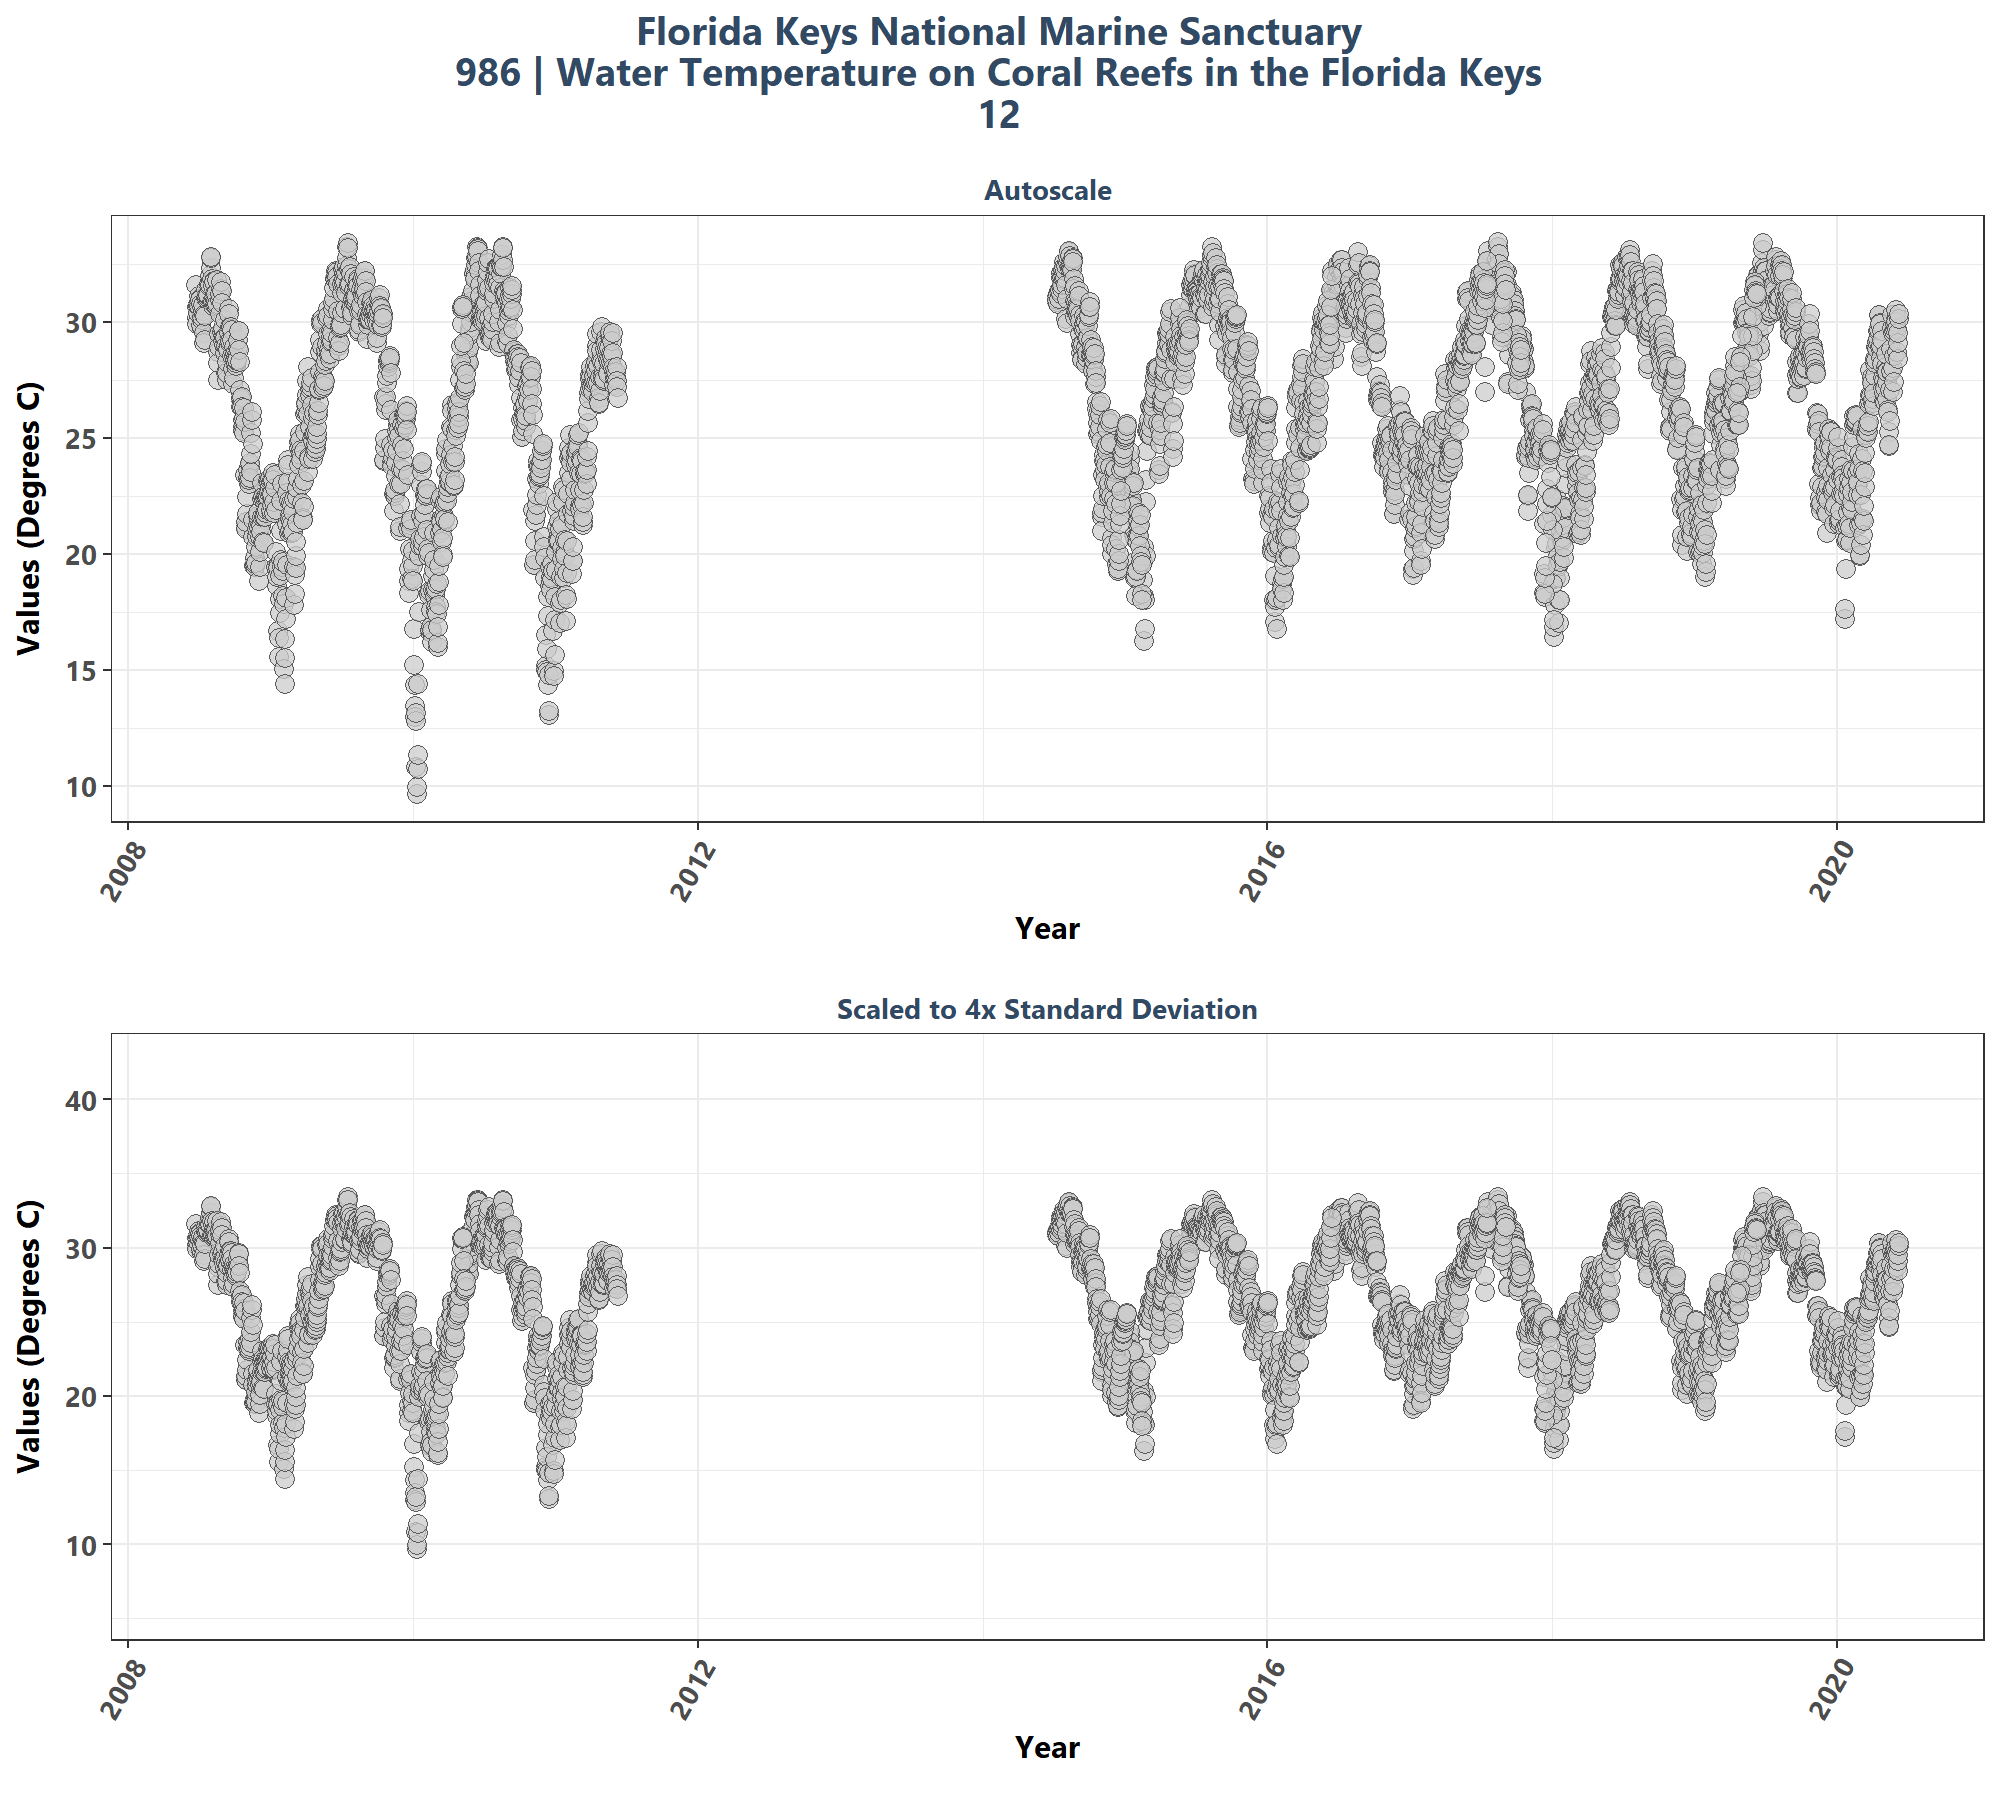 Florida Keys National Marine Sanctuary
986 | Water Temperature on Coral Reefs in the Florida Keys
12
Autoscale
Values (Degrees C)
30
25
20
15
10
2008
2012
2016
2020
Year
Scaled to 4x Standard Deviation
Values (Degrees C)
40
30
20
10
2008
2012
2016
2020
Year